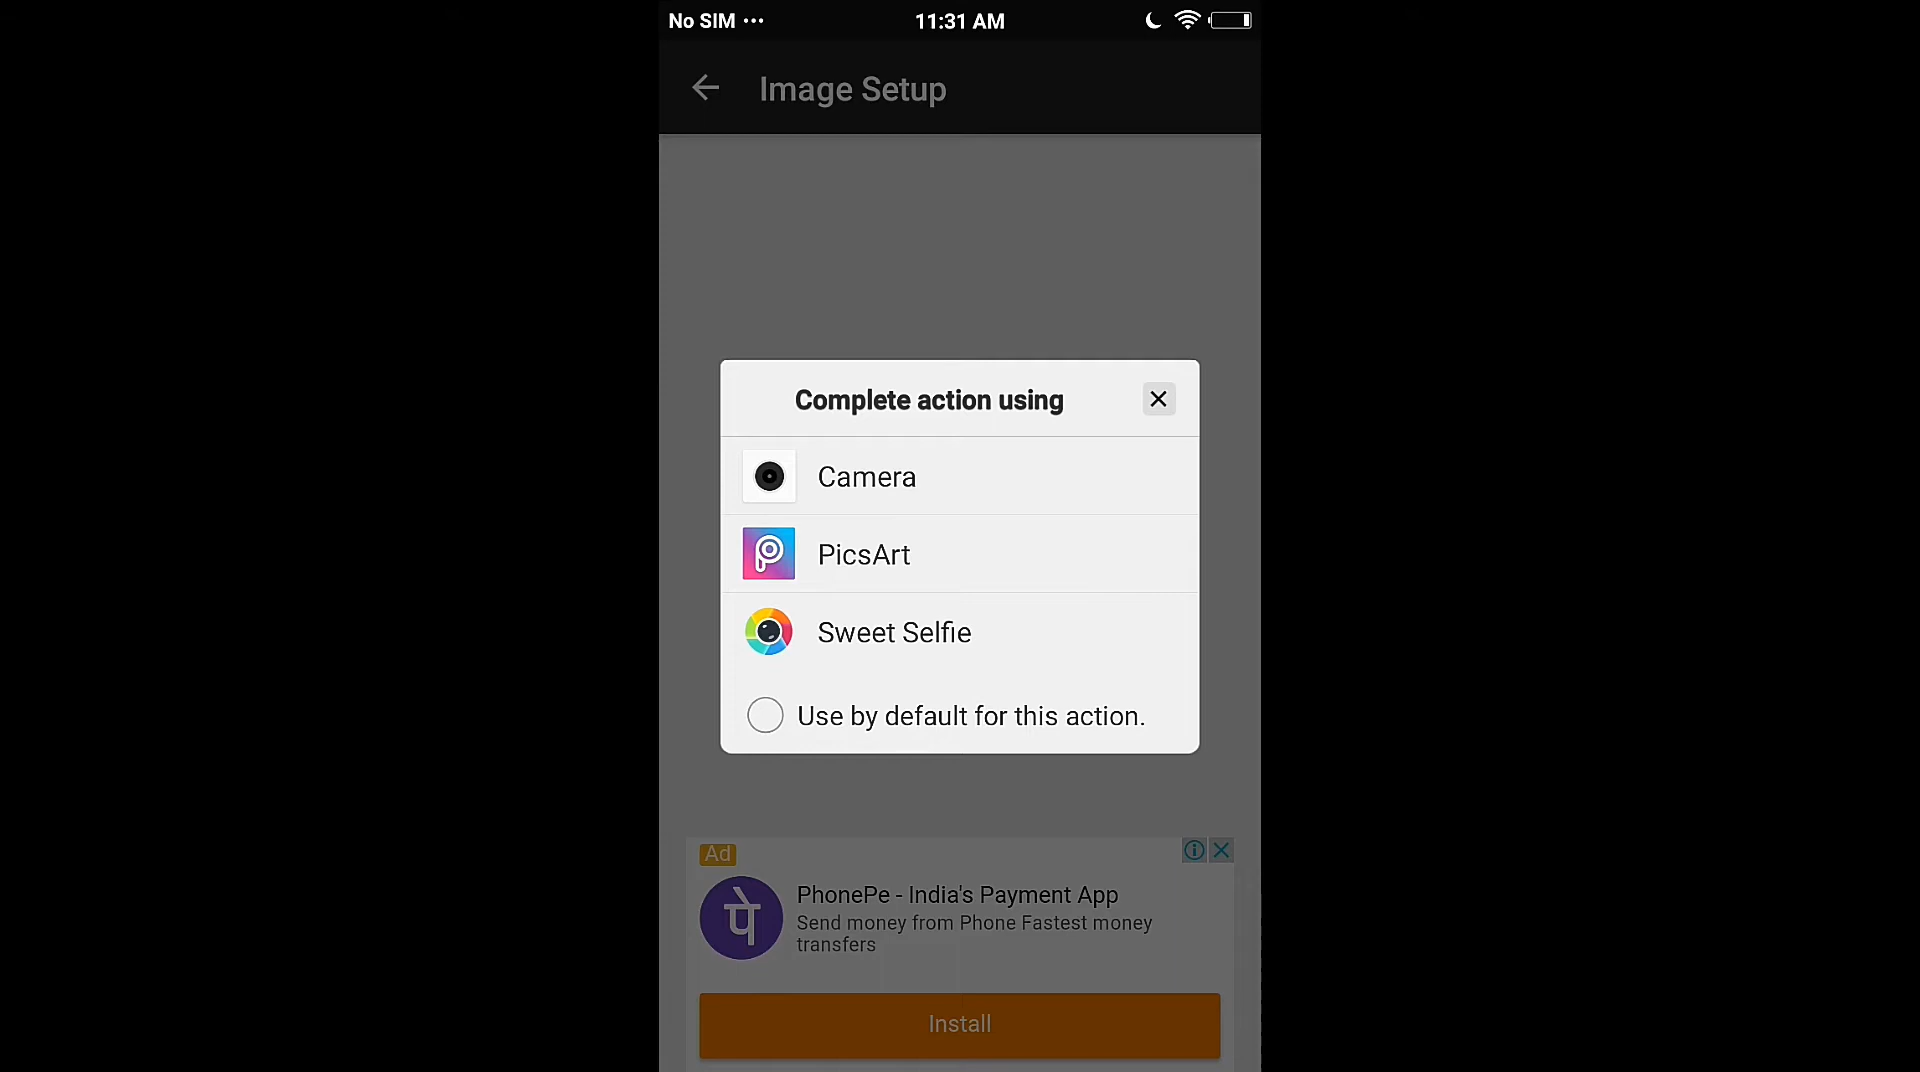 No SIM ··· 11:31 AM
Image Setup
Complete action using
Camera
PicsArt
Sweet Selfie
Use by default for this action.
Ad
पे
PhonePe - India's Payment App
Send money from Phone Fastest money
transfers
Install